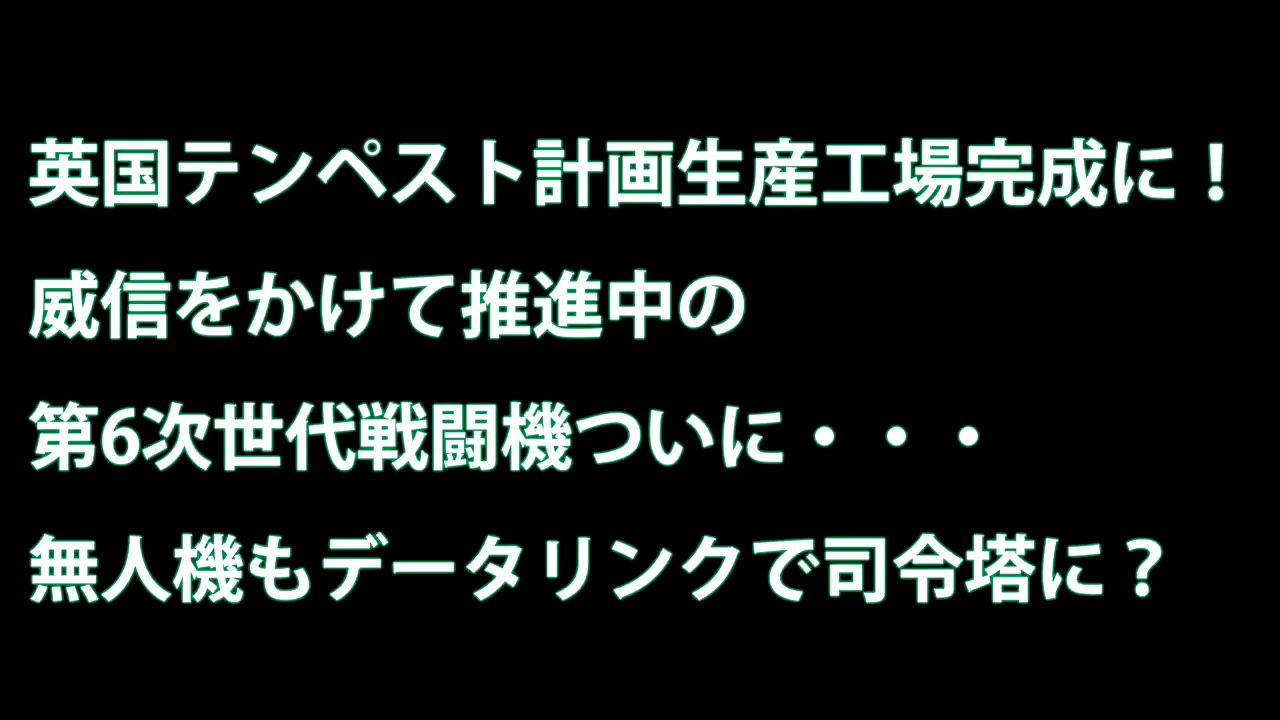 英国テンペスト計画生産工場完成に！
威信をかけて推進中の
第6次世代戦闘機ついに・・・
無人機もデータリンクで司令塔に？